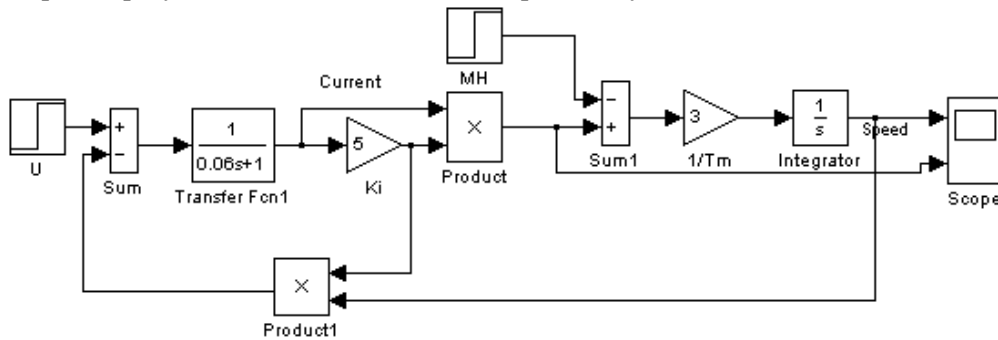 MH
Current
U
+
−
Sum
1
0.06s+1
Transfer Fcn1
5
Ki
×
Product
−
+
Sum1
3
1/Tm
1
s
Integrator
Speed
Scope
×
Product1